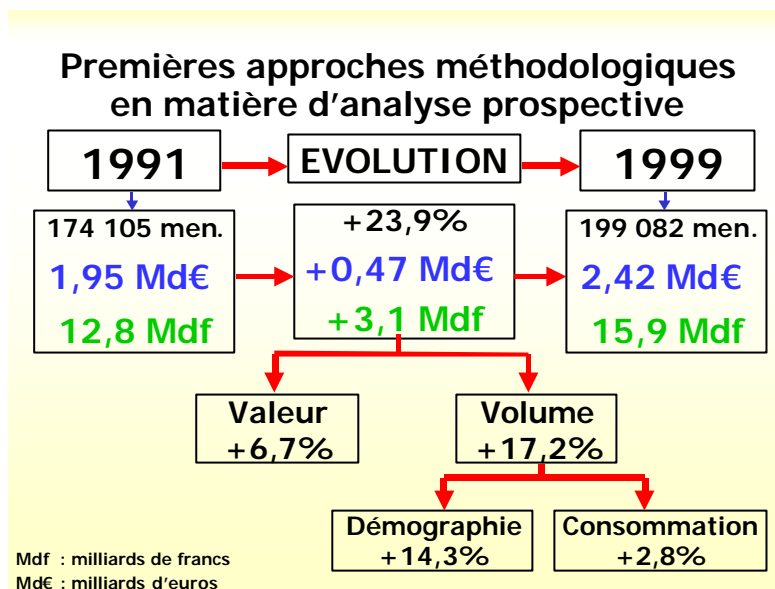 Premières approches méthodologiques
en matière d'analyse prospective
1991
EVOLUTION
1999
174 105 men.
1,95 Md€
12,8 Mdf
+23,9%
+0,47 Md€
+3,1 Mdf
199 082 men.
2,42 Md€
15,9 Mdf
Valeur
+6,7%
Volume
+17,2%
Démographie
+14,3%
Consommation
+2,8%
Mdf : milliards de francs
Md€ : milliards d'euros